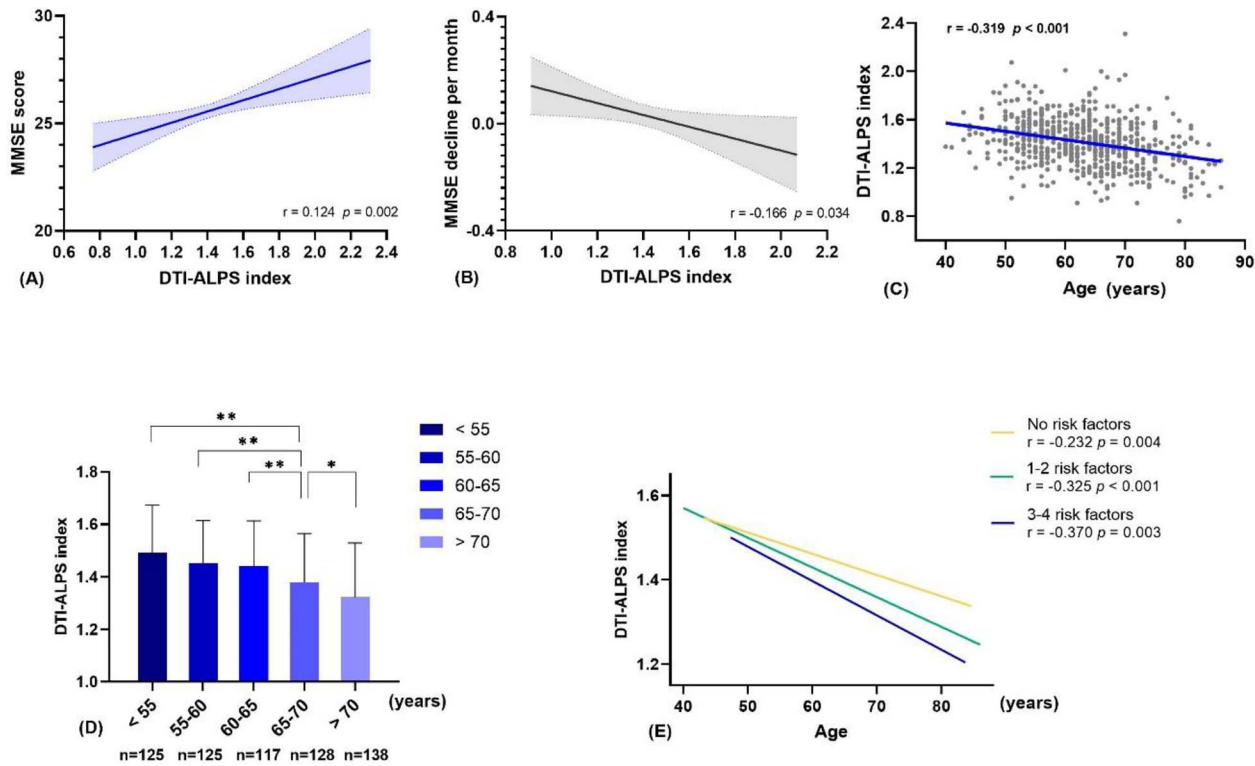 30
25
20
MMSE score
0.6 0.8 1.0 1.2 1.4 1.6 1.8 2.0 2.2 2.4
r = 0.124 p = 0.002
(A)
DTI-ALPS index
0.4
0.0
-0.4
MMSE decline per month
0.8 1.0 1.2 1.4 1.6 1.8 2.0 2.2
r = -0.166 p = 0.034
(B)
DTI-ALPS index
r = -0.319 p < 0.001
2.4
2.0
1.6
1.2
0.8
DTI-ALPS index
40 50 60 70 80 90
(C)
Age (years)
**
**
**
*
< 55
55-60
60-65
65-70
> 70
1.8
1.6
1.4
1.2
1.0
DTI-ALPS index
(years)
< 55
55-60
60-65
65-70
> 70
(D)
n=125 n=125 n=117 n=128 n=138
No risk factors
r = -0.232 p = 0.004
1-2 risk factors
r = -0.325 p < 0.001
3-4 risk factors
r = -0.370 p = 0.003
1.6
1.4
1.2
DTI-ALPS index
40 50 60 70 80
(years)
(E)
Age